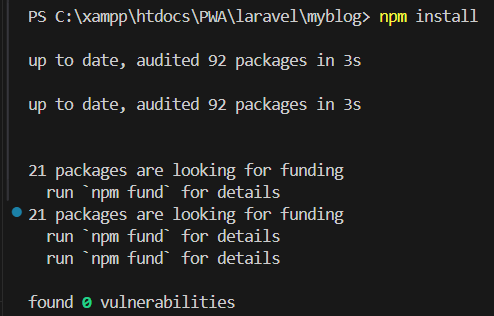 PS C:\xampp\htdocs\PWA\laravel\myblog> npm install
up to date, audited 92 packages in 3s
up to date, audited 92 packages in 3s
21 packages are looking for funding
run `npm fund` for details
21 packages are looking for funding
run `npm fund` for details
run `npm fund` for details
found 0 vulnerabilities